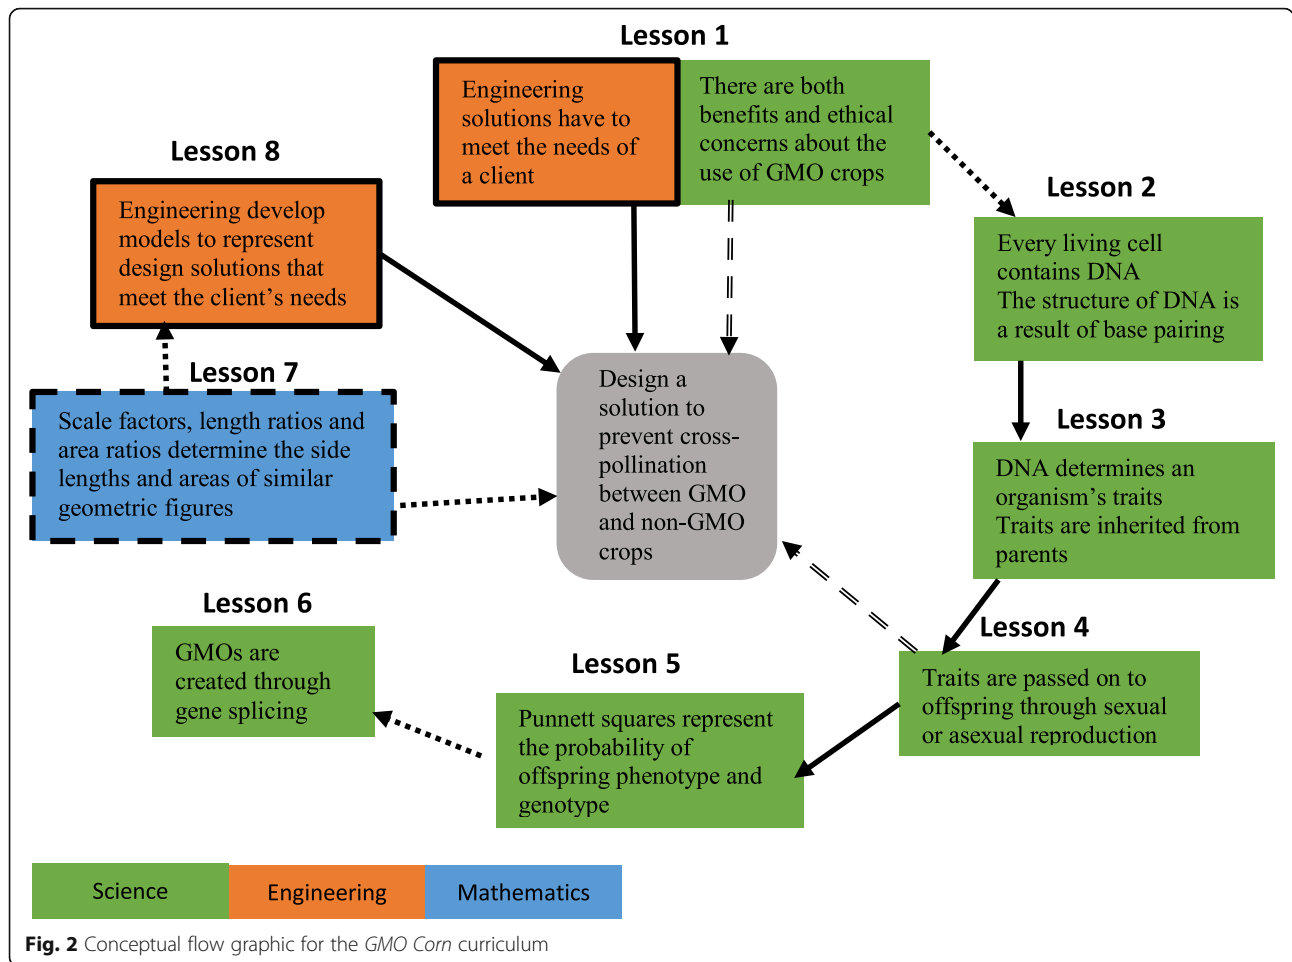 Lesson 1
Engineering
solutions have to
meet the needs of
a client
There are both
benefits and ethical
concerns about the
use of GMO crops
Lesson 2
Every living cell
contains DNA
The structure of DNA is
a result of base pairing
Lesson 3
DNA determines an
organism's traits
Traits are inherited from
parents
Lesson 4
Traits are passed on to
offspring through sexual
or asexual reproduction
Lesson 5
Punnett squares represent
the probability of
offspring phenotype and
genotype
Lesson 6
GMOs are
created through
gene splicing
Lesson 7
Scale factors, length ratios and
area ratios determine the side
lengths and areas of similar
geometric figures
Lesson 8
Engineering develop
models to represent
design solutions that
meet the client's needs
Design a
solution to
prevent cross-
pollination
between GMO
and non-GMO
crops
Science
Engineering
Mathematics
Fig. 2 Conceptual flow graphic for the GMO Corn curriculum